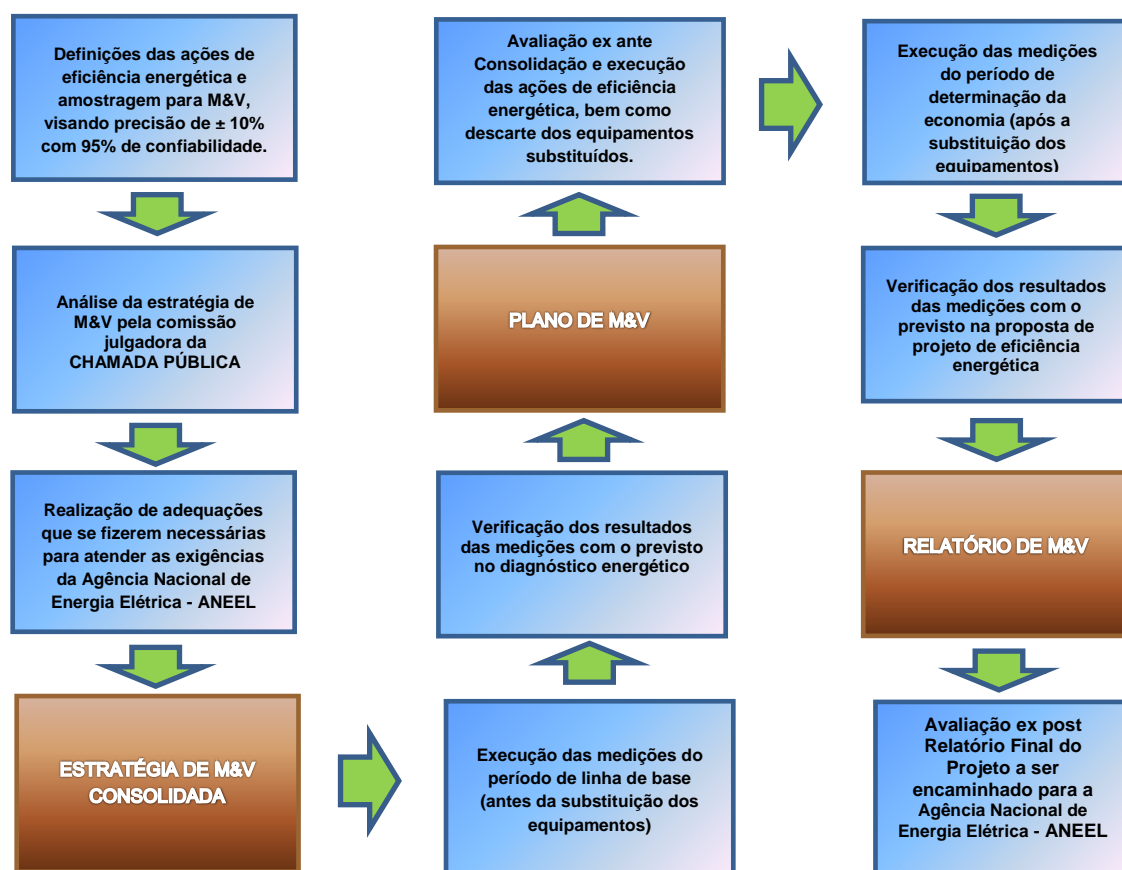 Definições das ações de
eficiência energética e
amostragem para M&V,
visando precisão de ± 10%
com 95% de confiabilidade.
Análise da estratégia de
M&V pela comissão
julgadora da
CHAMADA PÚBLICA
Realização de adequações
que se fizerem necessárias
para atender as exigências
da Agência Nacional de
Energia Elétrica - ANEEL
ESTRATÉGIA DE M&V
CONSOLIDADA
Execução das medições do
período de linha de base
(antes da substituição dos
equipamentos)
Verificação dos resultados
das medições com o previsto
no diagnóstico energético
PLANO DE M&V
Avaliação ex ante
Consolidação e execução
das ações de eficiência
energética, bem como
descarte dos equipamentos
substituídos.
Execução das medições
do período de
determinação da
economia (após a
substituição dos
equipamentos)
Verificação dos resultados
das medições com o
previsto na proposta de
projeto de eficiência
energética
RELATÓRIO DE M&V
Avaliação ex post
Relatório Final do
Projeto a ser
encaminhado para a
Agência Nacional de
Energia Elétrica - ANEEL